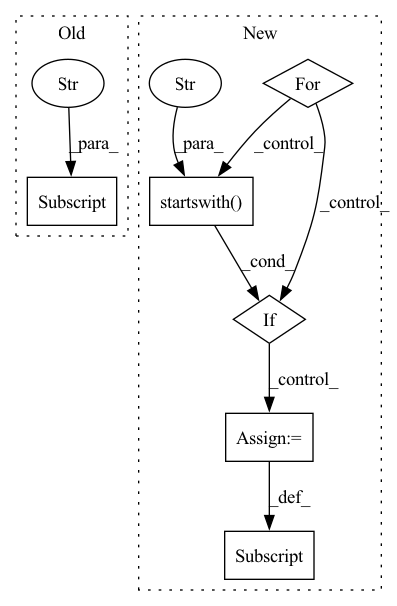 Old
New
Str
Str
For
_para_
_para_
_control_
Subscript
startswith()
_control_
_cond_
If
_control_
Assign:=
_def_
Subscript